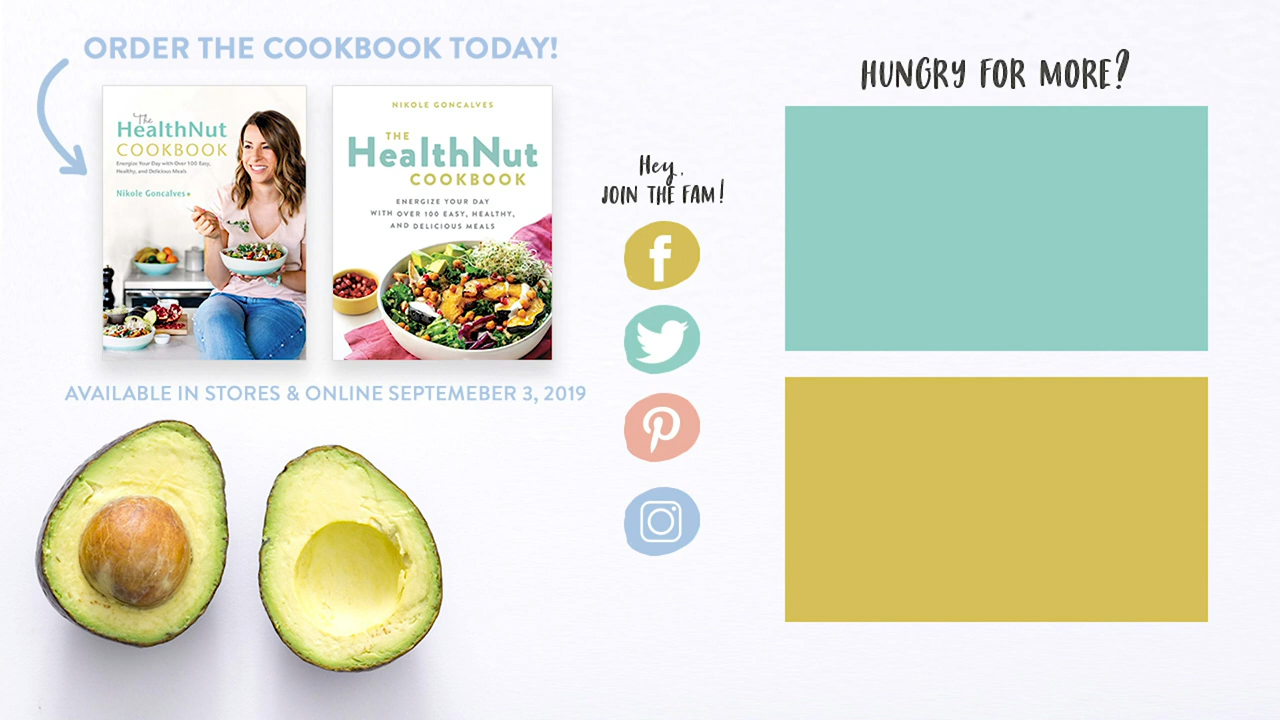 ORDER THE COOKBOOK TODAY!
The
HealthNut
COOKBOOK
Energize Your Day with Over 100 Easy,
Healthy, and Delicious Meals
Nikole Goncalves
NIKOLE GONCALVES
THE
HealthNut
COOKBOOK
ENERGIZE YOUR DAY
WITH OVER 100 EASY, HEALTHY,
AND DELICIOUS MEALS
AVAILABLE IN STORES & ONLINE SEPTEMEBER 3, 2019
Hey,
JOIN THE FAM!
HUNGRY FOR MORE?